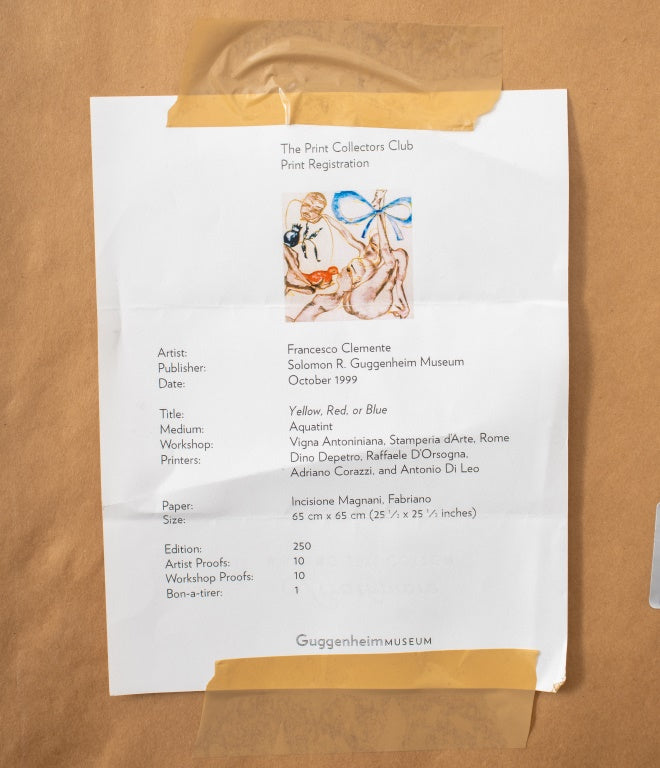 The Print Collectors Club
Print Registration
Artist: Francesco Clemente
Publisher: Solomon R. Guggenheim Museum
Date: October 1999
Title: Yellow, Red, or Blue
Medium: Aquatint
Workshop: Vigna Antoniniana, Stamperia d'Arte, Rome
Printers: Dino Depetro, Raffaele D'Orsogna,
Adriano Corazzi, and Antonio Di Leo
Paper: Incisione Magnani, Fabriano
Size: 65 cm x 65 cm (25 ½ x 25 ½ inches)
Edition: 250
Artist Proofs: 10
Workshop Proofs: 10
Bon-a-tirer: 1
GuggenheimMUSEUM